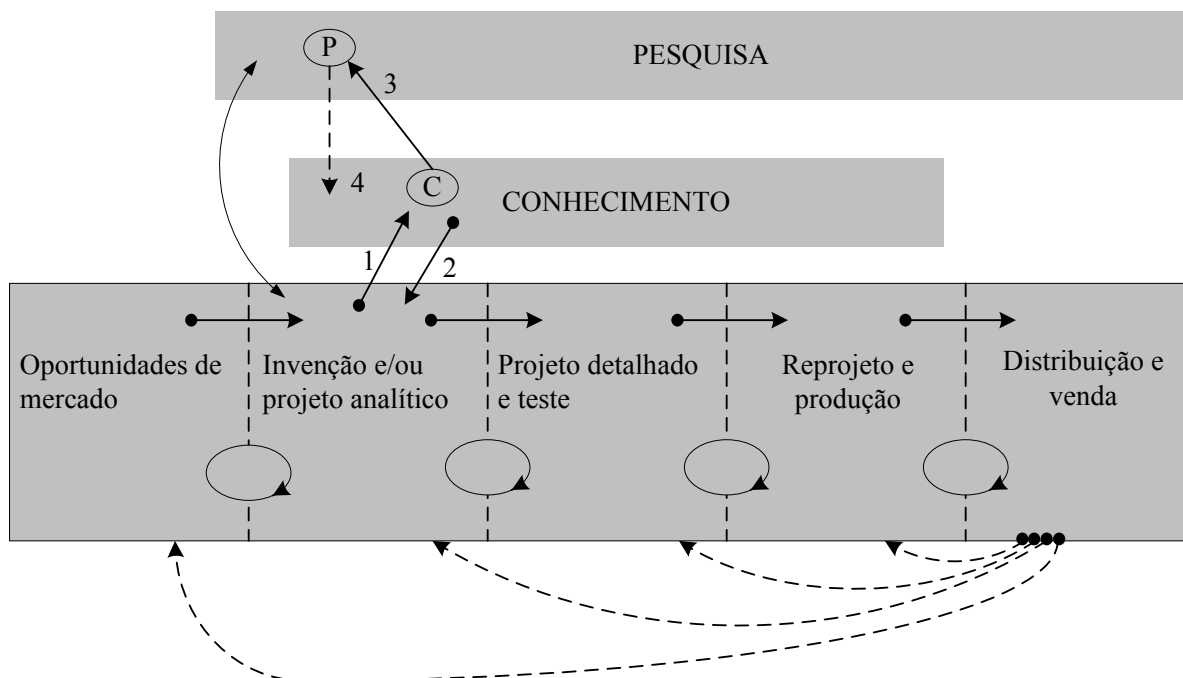 P
PESQUISA
3
4
C
CONHECIMENTO
1
2
Oportunidades de
mercado
Invenção e/ou
projeto analítico
Projeto detalhado
e teste
Reprojeto e
produção
Distribuição e
venda